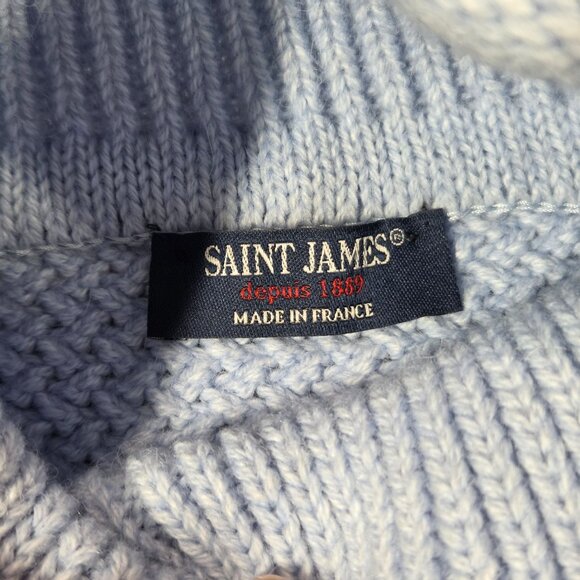 SAINT JAMES®
depuis 1889
MADE IN FRANCE